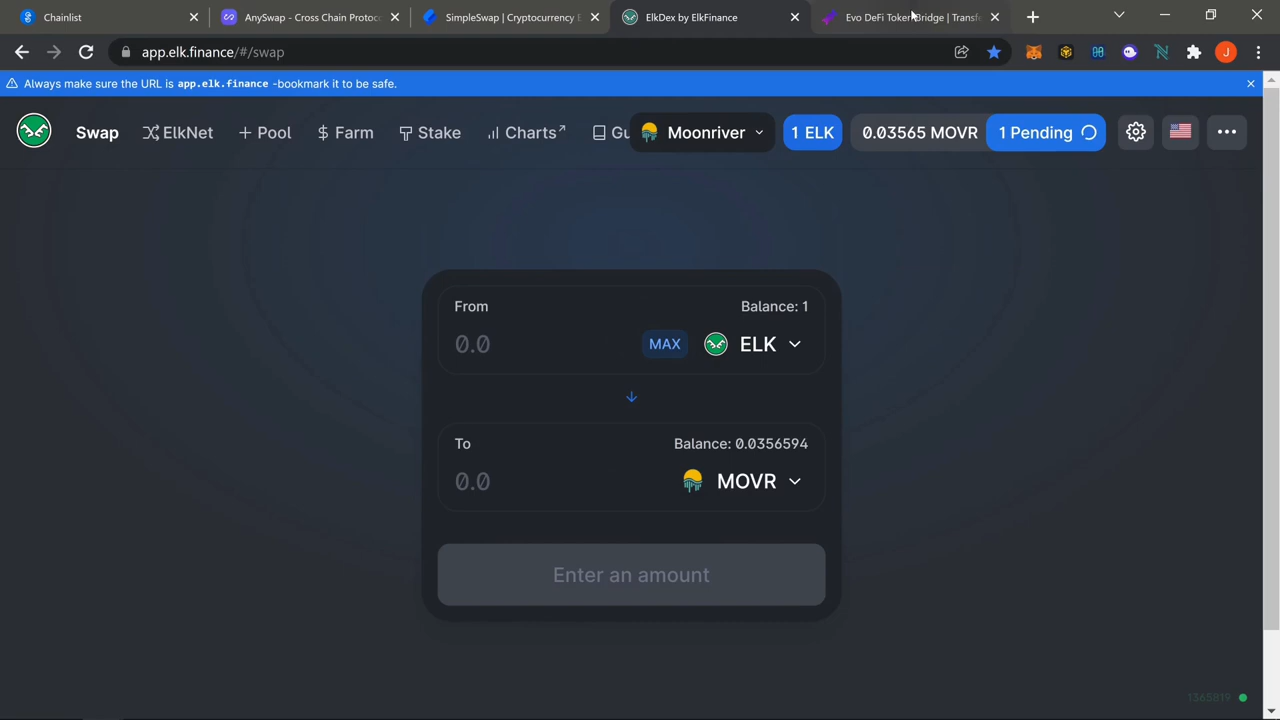 Chainlist
AnySwap - Cross Chain Protoc
SimpleSwap | Cryptocurrency E
ElkDex by ElkFinance
Evo DeFi Token Bridge | Transf
app.elk.finance/#/swap
J
Always make sure the URL is app.elk.finance -bookmark it to be safe.
Swap
ElkNet
+ Pool
$ Farm
Stake
Charts↗
Gu
Moonriver
1 ELK
0.03565 MOVR
1 Pending
From
Balance: 1
0.0
MAX
ELK
To
Balance: 0.0356594
0.0
MOVR
Enter an amount
1365819